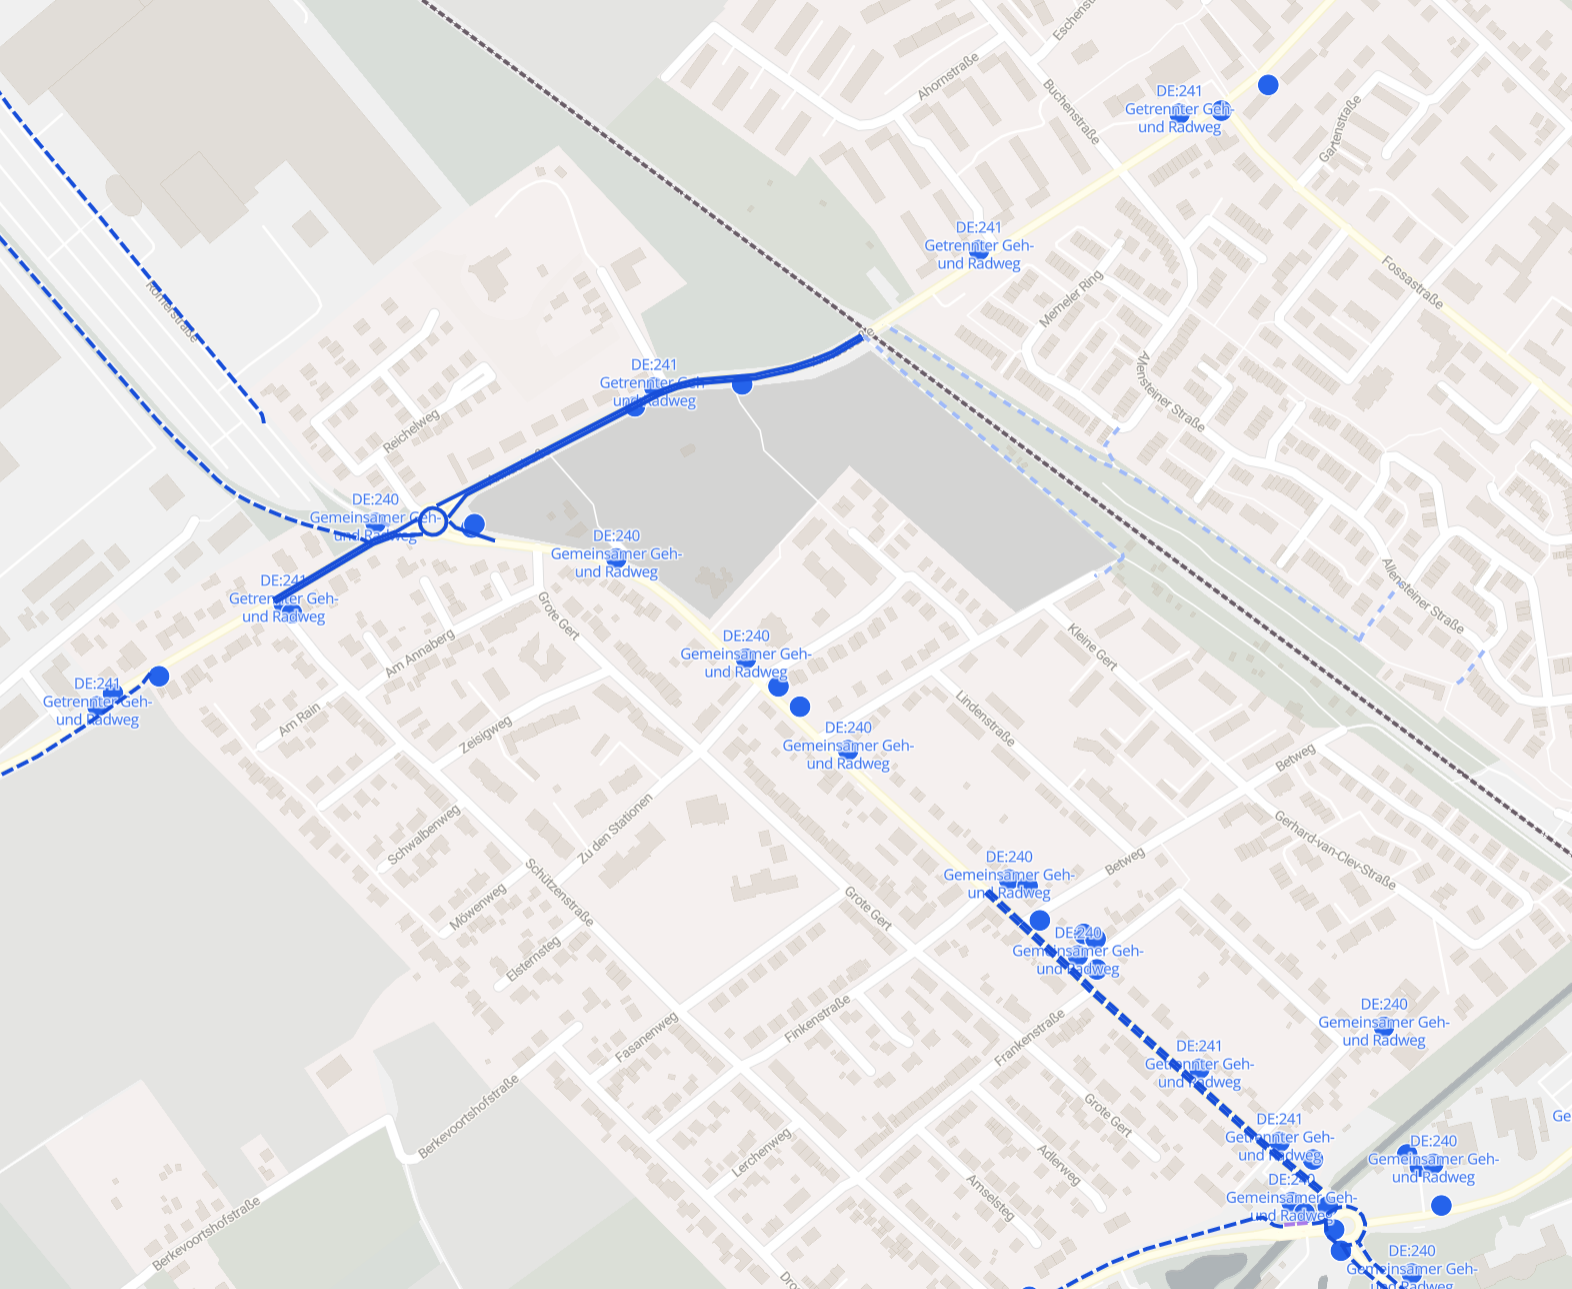 Eschenst
Ahornstraße
Buchenstraße
DE:241
Getrennter Geh-
und Radweg
Gartenstraße
DE:241
Getrennter Geh-
und Radweg
Memeler Ring
Fossastraße
Römerstraße
Allensteiner Straße
DE:241
Getrennter Geh-
und Radweg
Reichelweg
DE:240
Gemeinsamer Geh-
und Radweg
DE:240
Gemeinsamer Geh-
und Radweg
DE:241
Getrennter Geh-
und Radweg
Grote Gert
Allensteiner Straße
Am Annaberg
Kleine Gert
DE:240
Gemeinsamer Geh-
und Radweg
DE:241
Getrennter Geh-
und Radweg
Am Rain
Zeisigweg
Lindenstraße
DE:240
Gemeinsamer Geh-
und Radweg
Betweg
Zu den Stationen
Schwalbenweg
Gerhard-van-Clev-Straße
Betweg
DE:240
Gemeinsamer Geh-
und Radweg
Schützenstraße
Möwenweg
Grote Gert
DE:240
Gemeinsamer Geh-
und Radweg
Elsternsteg
DE:240
Gemeinsamer Geh-
und Radweg
Finkenstraße
Fasanenweg
Frankenstraße
DE:241
Getrennter Geh-
und Radweg
Berkevoortshofstraße
Grote Gert
Ge
DE:241
Getrennter Geh-
und Radweg
Lerchenweg
Adlerweg
DE:240
Gemeinsamer Geh-
und Radweg
DE:240
Gemeinsamer Geh-
und Radweg
Amselsteg
Berkevoortshofstraße
DE:240
Gemeinsamer Geh-
und Radweg
Dro